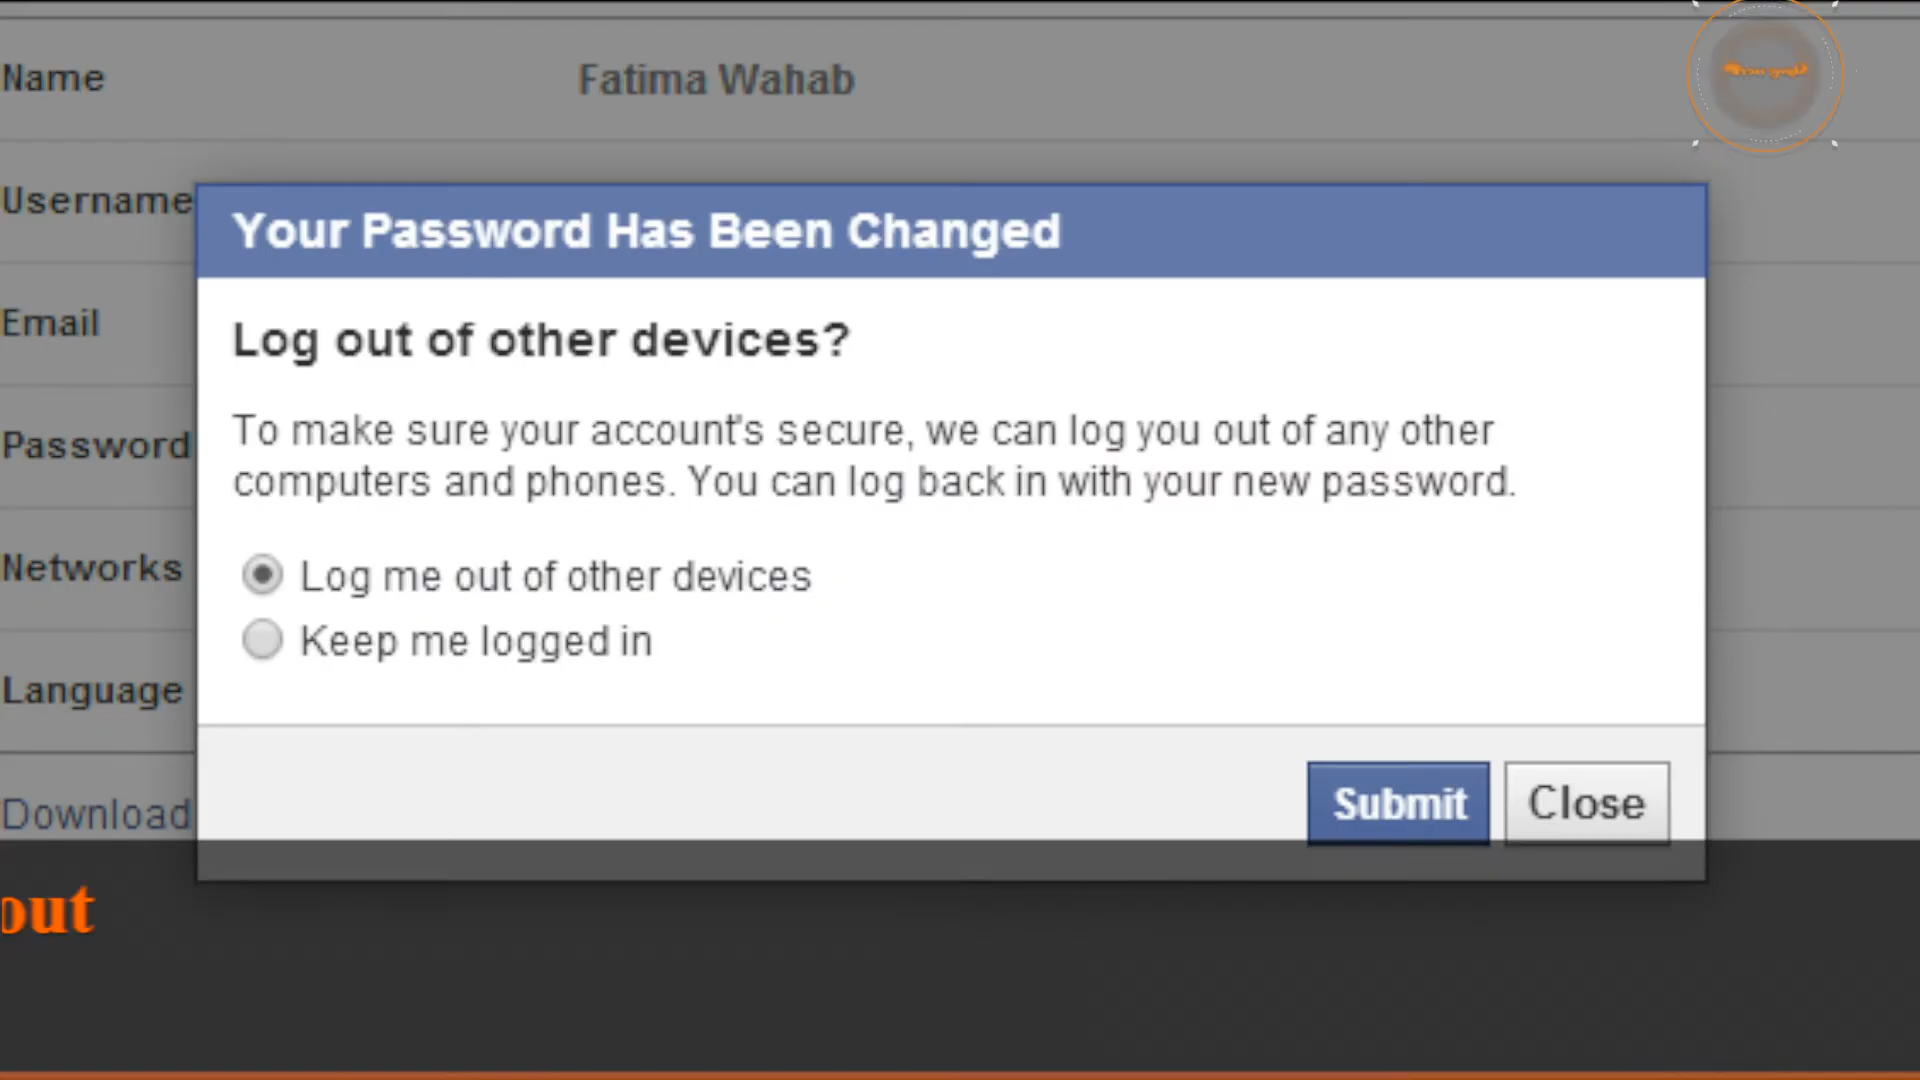 Name
Fatima Wahab
Username
Your Password Has Been Changed
Email
Log out of other devices?
To make sure your account's secure, we can log you out of any other
computers and phones. You can log back in with your new password.
Password
Networks
Log me out of other devices
Keep me logged in
Language
Download
Submit
Close
out